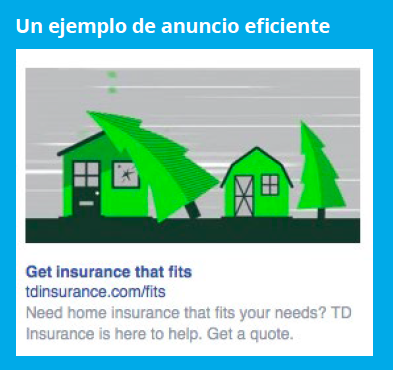 Un ejemplo de anuncio eficiente
Get insurance that fits
tdinsurance.com/fits
Need home insurance that fits your needs? TD
Insurance is here to help. Get a quote.